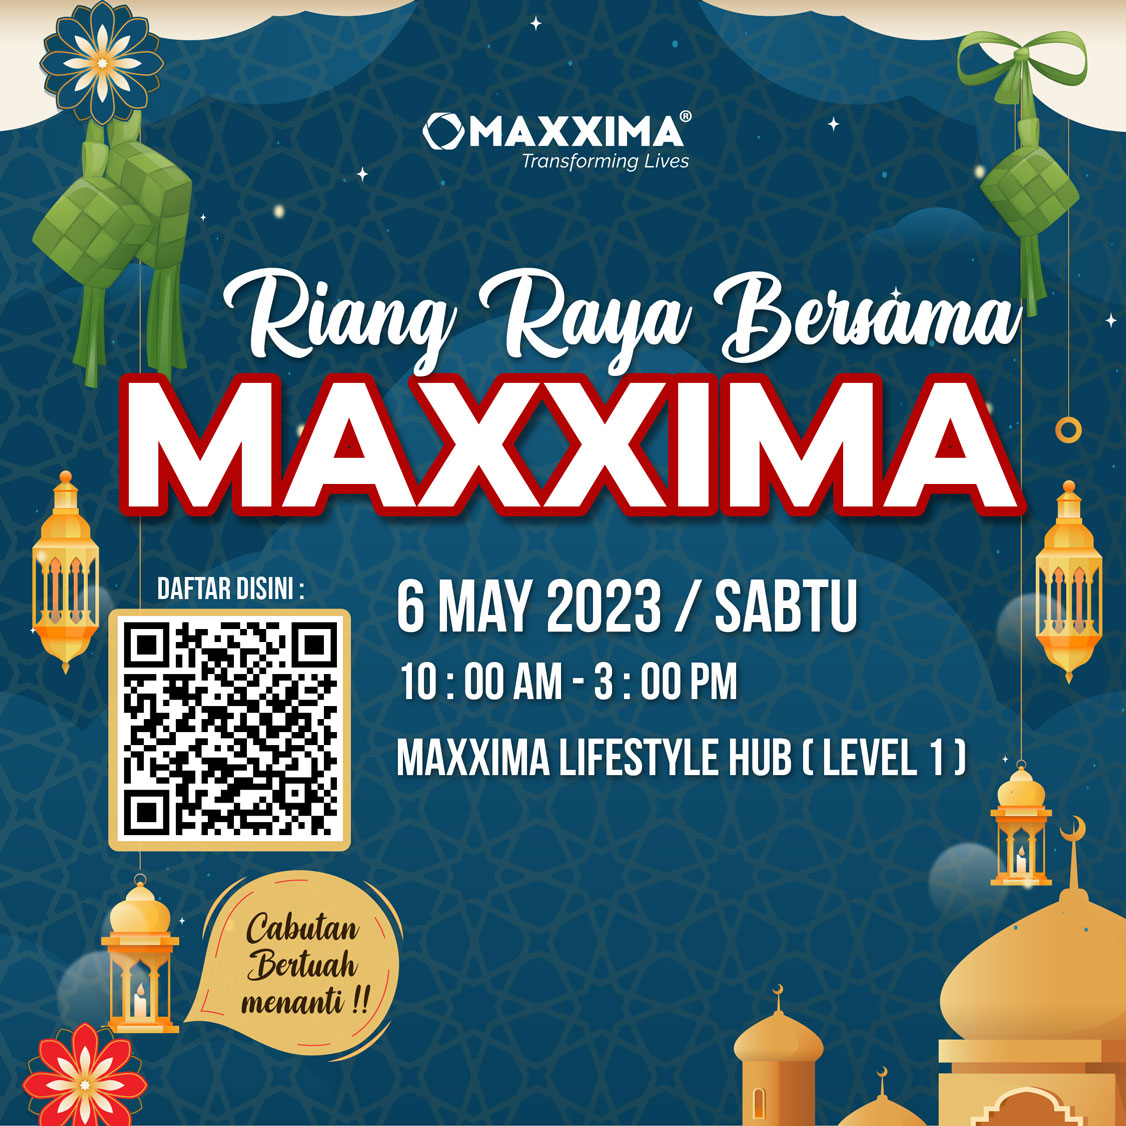 MAXXIMA®
Transforming Lives
Riang Raya Bersama
MAXXIMA
DAFTAR DISINI :
6 MAY 2023 / SABTU
10 : 00 AM - 3 : 00 PM
MAXXIMA LIFESTYLE HUB ( LEVEL 1 )
Cabutan
Bertuah
menanti !!